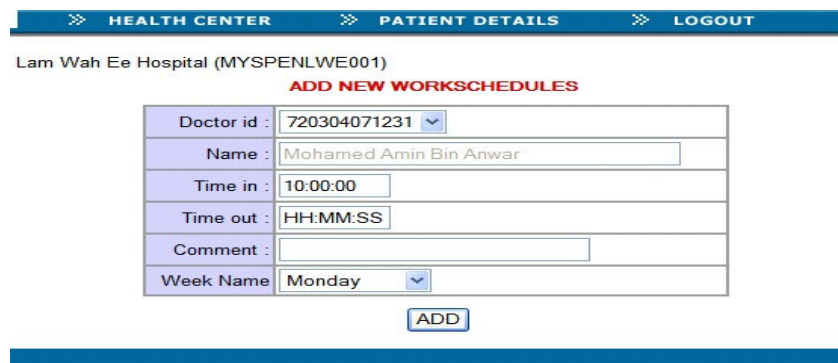 HEALTH CENTER PATIENT DETAILS LOGOUT
Lam Wah Ee Hospital (MYSPENLWE001)
ADD NEW WORKSCHEDULES
Doctor id : 720304071231
Name : Mohamed Amin Bin Anwar
Time in : 10:00:00
Time out : HH:MM:SS
Comment :
Week Name Monday
ADD